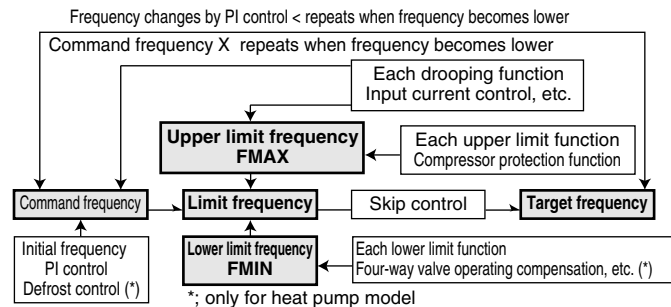 Frequency changes by PI control < repeats when frequency becomes lower
Command frequency X repeats when frequency becomes lower
Each drooping function
Input current control, etc.
Upper limit frequency
FMAX
Each upper limit function
Compressor protection function
Command frequency
Limit frequency
Skip control
Target frequency
Initial frequency
PI control
Defrost control (*)
Lower limit frequency
FMIN
Each lower limit function
Four-way valve operating compensation, etc. (*)
*; only for heat pump model